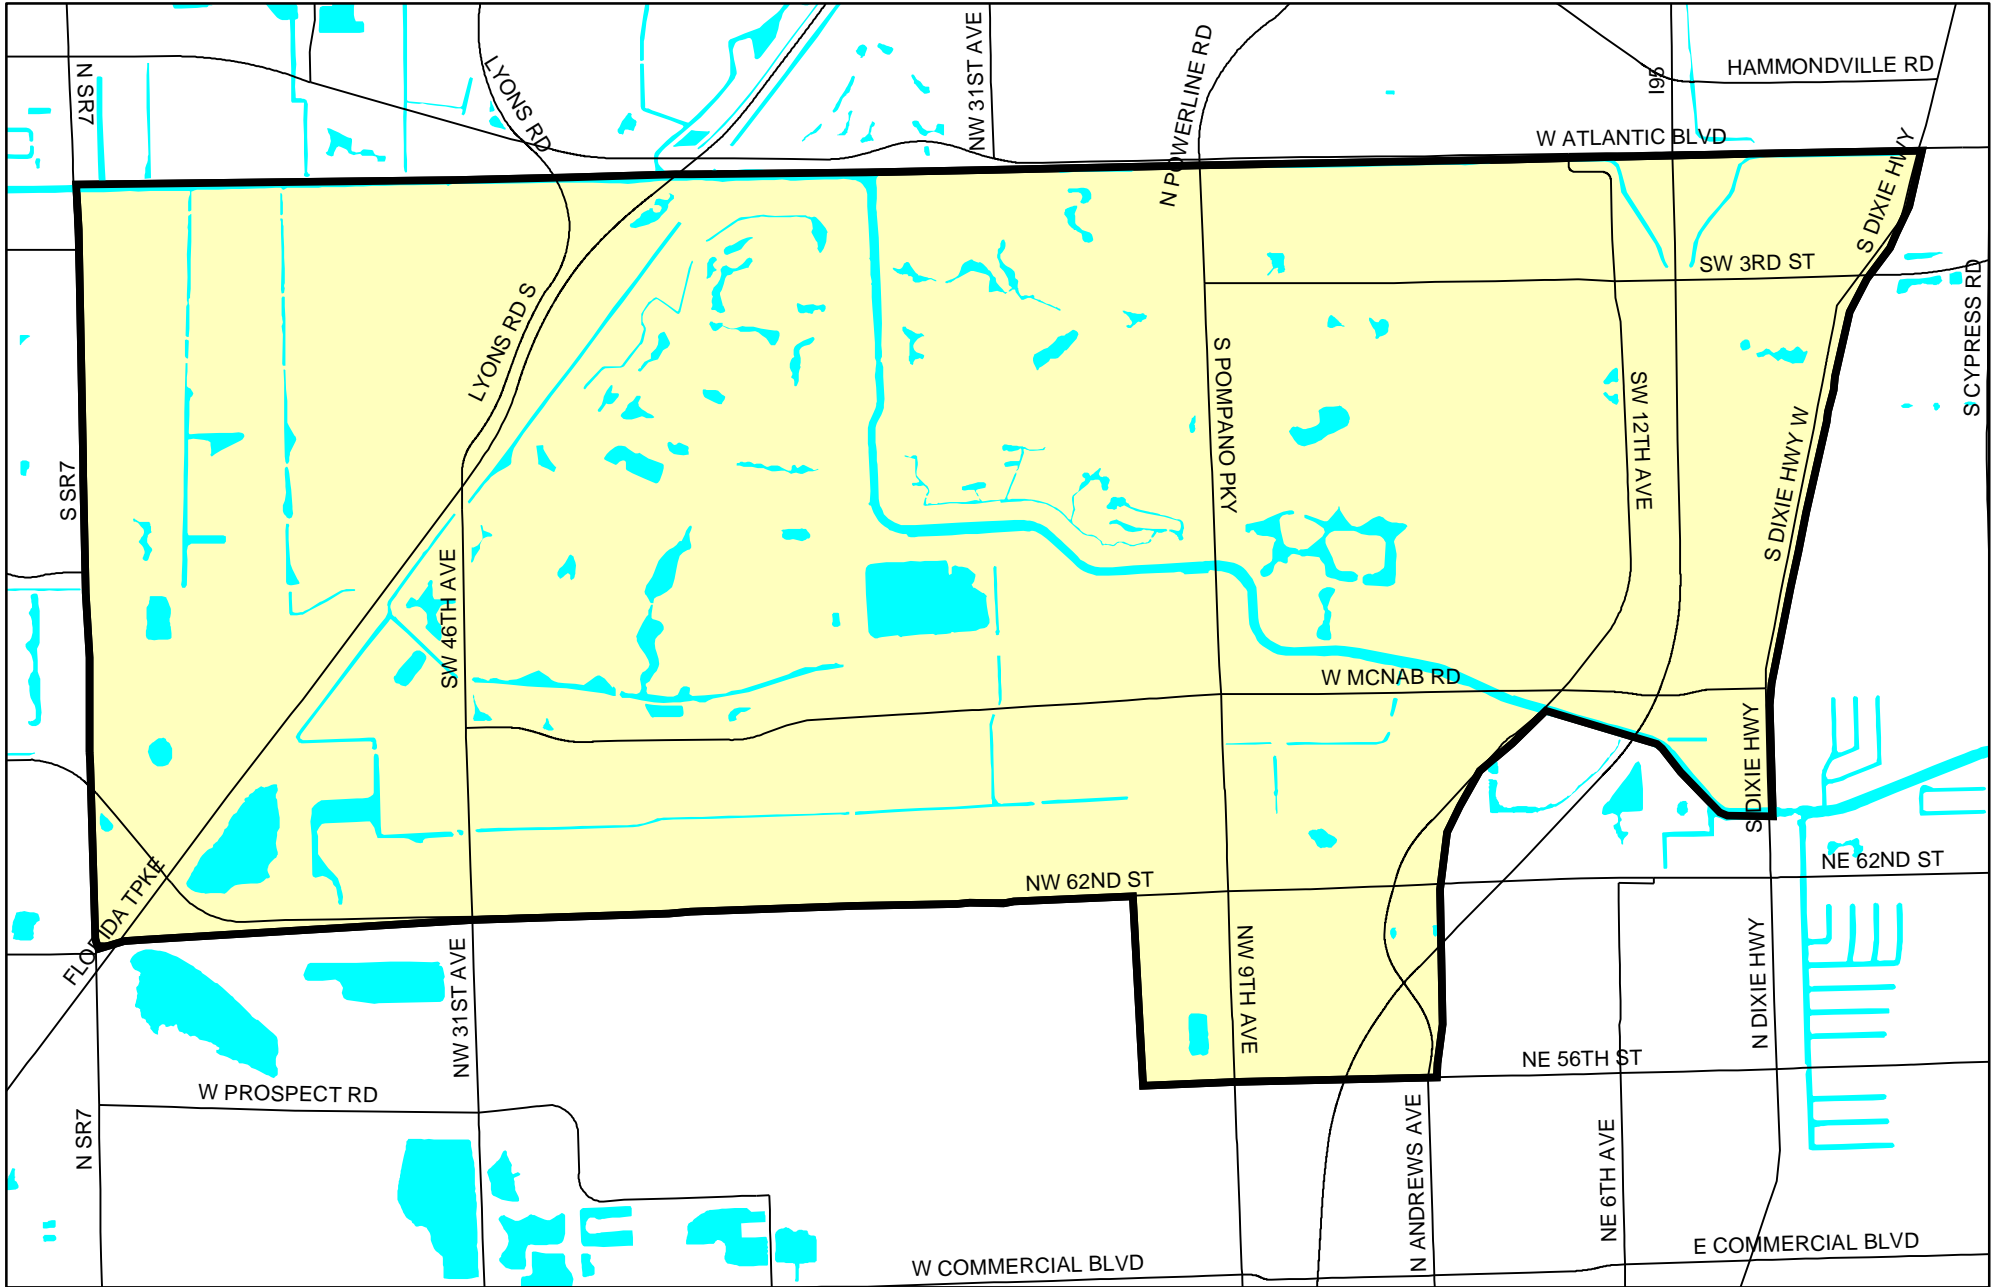 N SR7
LYONS RD
NW 31ST AVE
N POWERLINE RD
I95
HAMMONDVILLE RD
W ATLANTIC BLVD
S DIXIE HWY
SW 3RD ST
S CYPRESS RD
LYONS RD S
S POMPANO PKY
SW 12TH AVE
S DIXIE HWY W
S SR7
SW 46TH AVE
W MCNAB RD
S DIXIE HWY
FLORIDA TPKE
NW 62ND ST
NE 62ND ST
NW 31ST AVE
NW 9TH AVE
N DIXIE HWY
NE 56TH ST
W PROSPECT RD
N SR7
N ANDREWS AVE
NE 6TH AVE
W COMMERCIAL BLVD
E COMMERCIAL BLVD